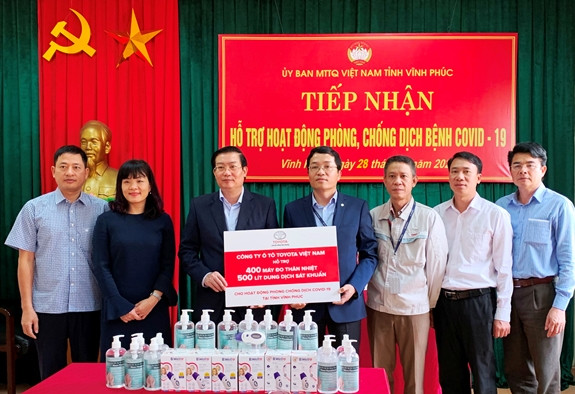 ỦY BAN MTTQ VIỆT NAM TỈNH VĨNH PHÚC
TIẾP NHẬN
HỖ TRỢ HOẠT ĐỘNG PHÒNG, CHỐNG DỊCH BỆNH COVID - 19
Vĩnh 28
TOYOTA
CÔNG TY Ô TÔ TOYOTA VIỆT NAM
HỖ TRỢ
400 MÁY ĐO THÂN NHIỆT
500 LÍT DUNG DỊCH SÁT KHUẨN
CHO HOẠT ĐỘNG PHÒNG CHỐNG DỊCH COVID-19
TẠI TỈNH VĨNH PHÚC